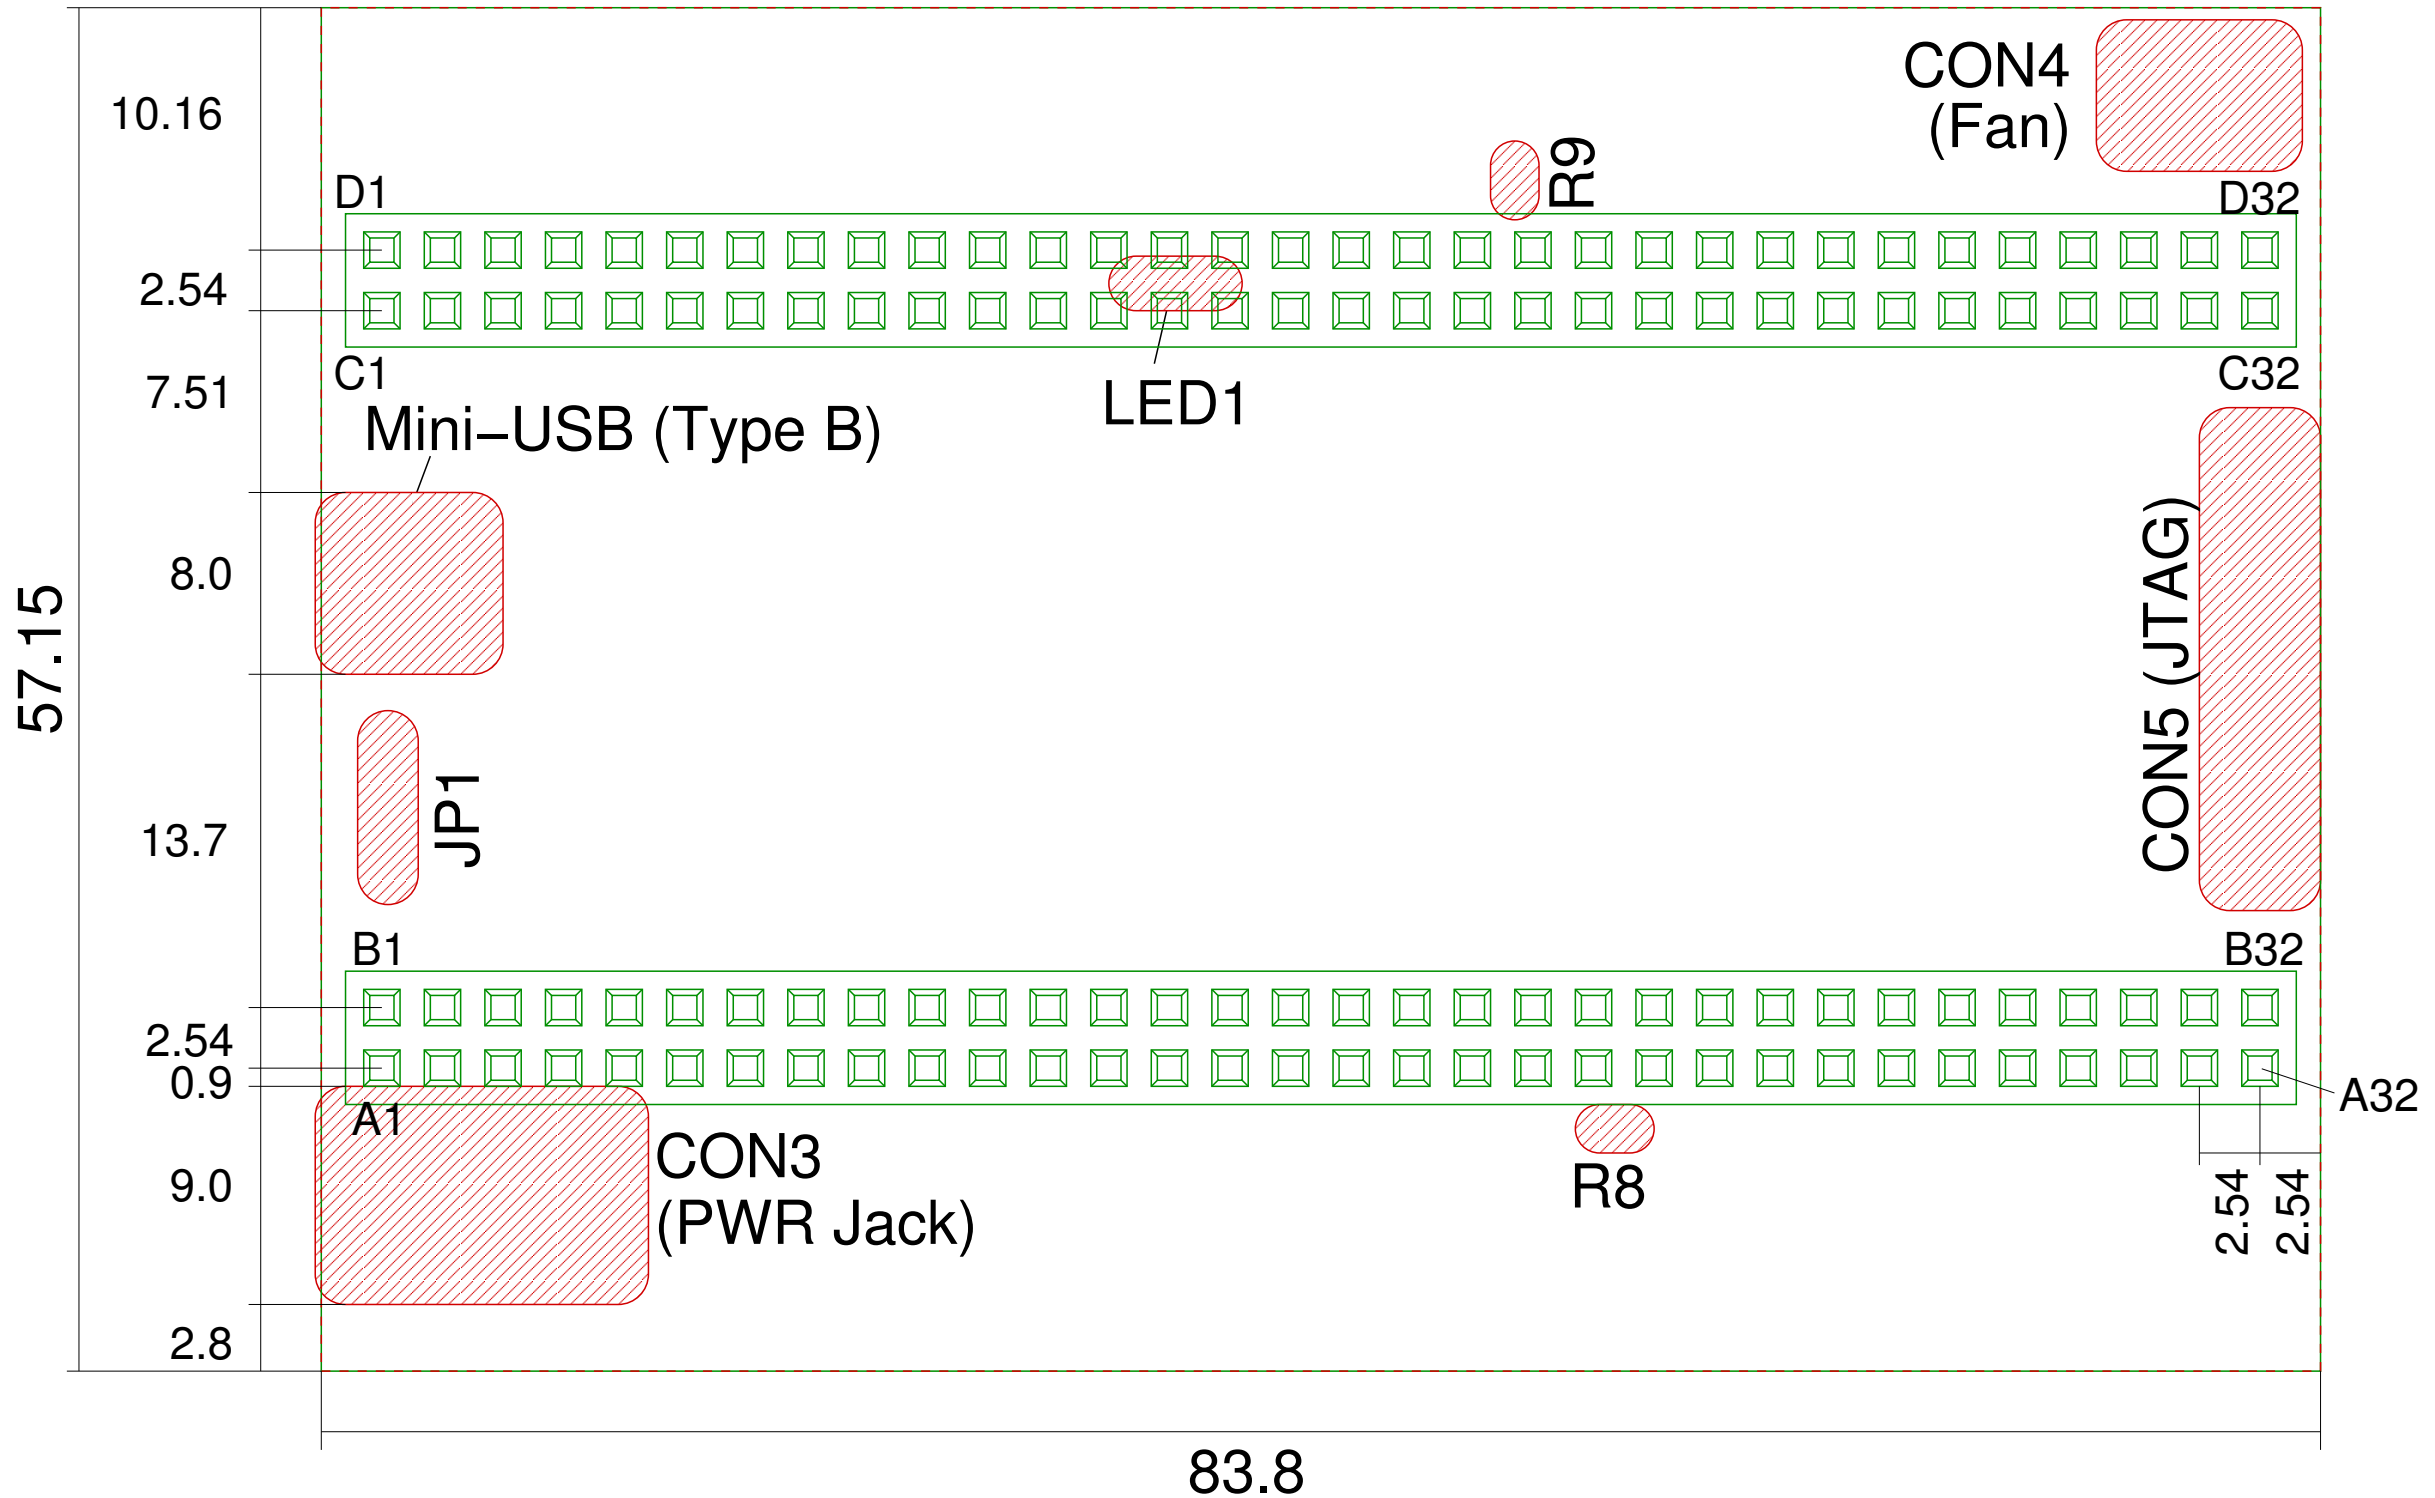 10.16
CON4
(Fan)
R9
D1
D32
2.54
C1
C32
7.51
LED1
Mini–USB (Type B)
8.0
57.15
CON5 (JTAG)
JP1
13.7
B1
B32
2.54
0.9
A1
A32
CON3
(PWR Jack)
9.0
R8
2.54
2.54
2.8
83.8